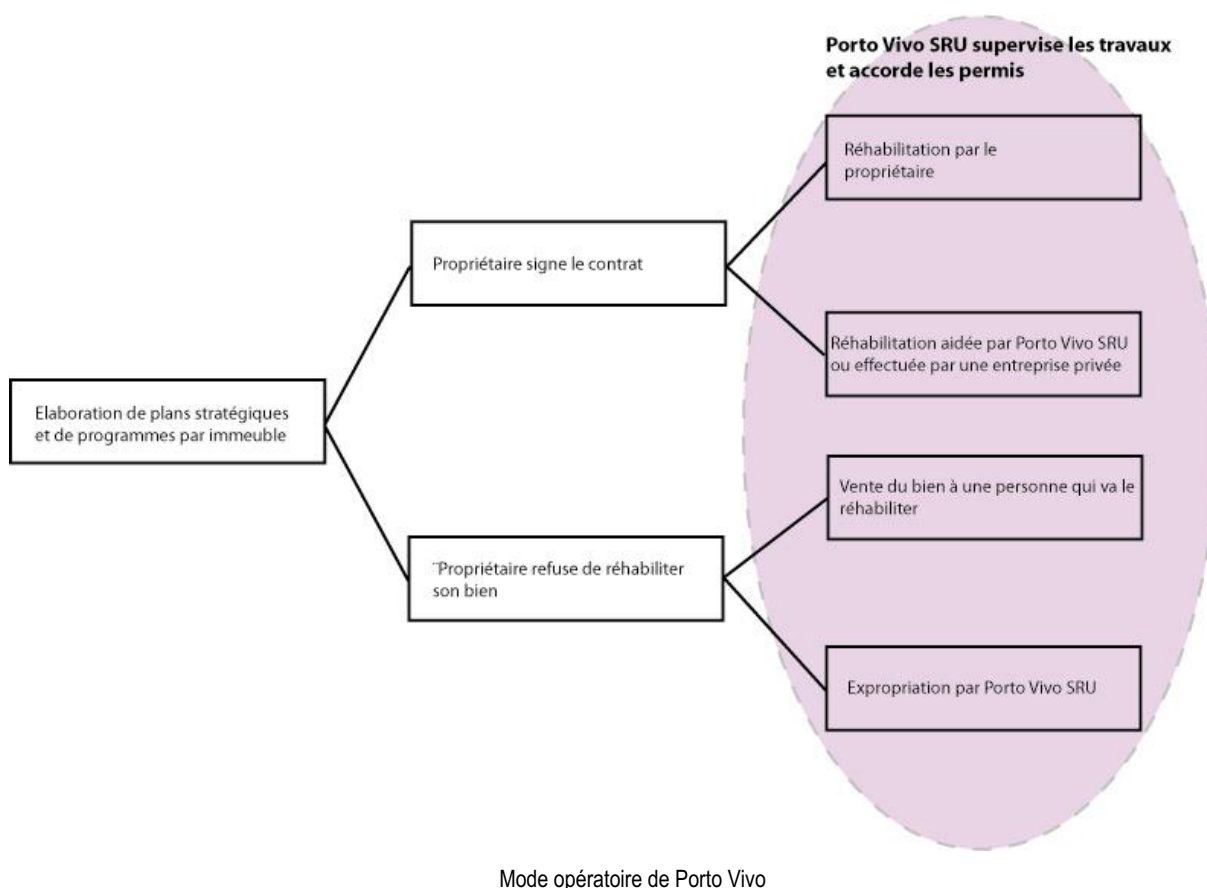 Porto Vivo SRU supervise les travaux
et accorde les permis
Réhabilitation par le
propriétaire
Propriétaire signe le contrat
Réhabilitation aidée par Porto Vivo SRU
ou effectuée par une entreprise privée
Elaboration de plans stratégiques
et de programmes par immeuble
Vente du bien à une personne qui va le
réhabiliter
¨Propriétaire refuse de réhabiliter
son bien
Expropriation par Porto Vivo SRU
Mode opératoire de Porto Vivo